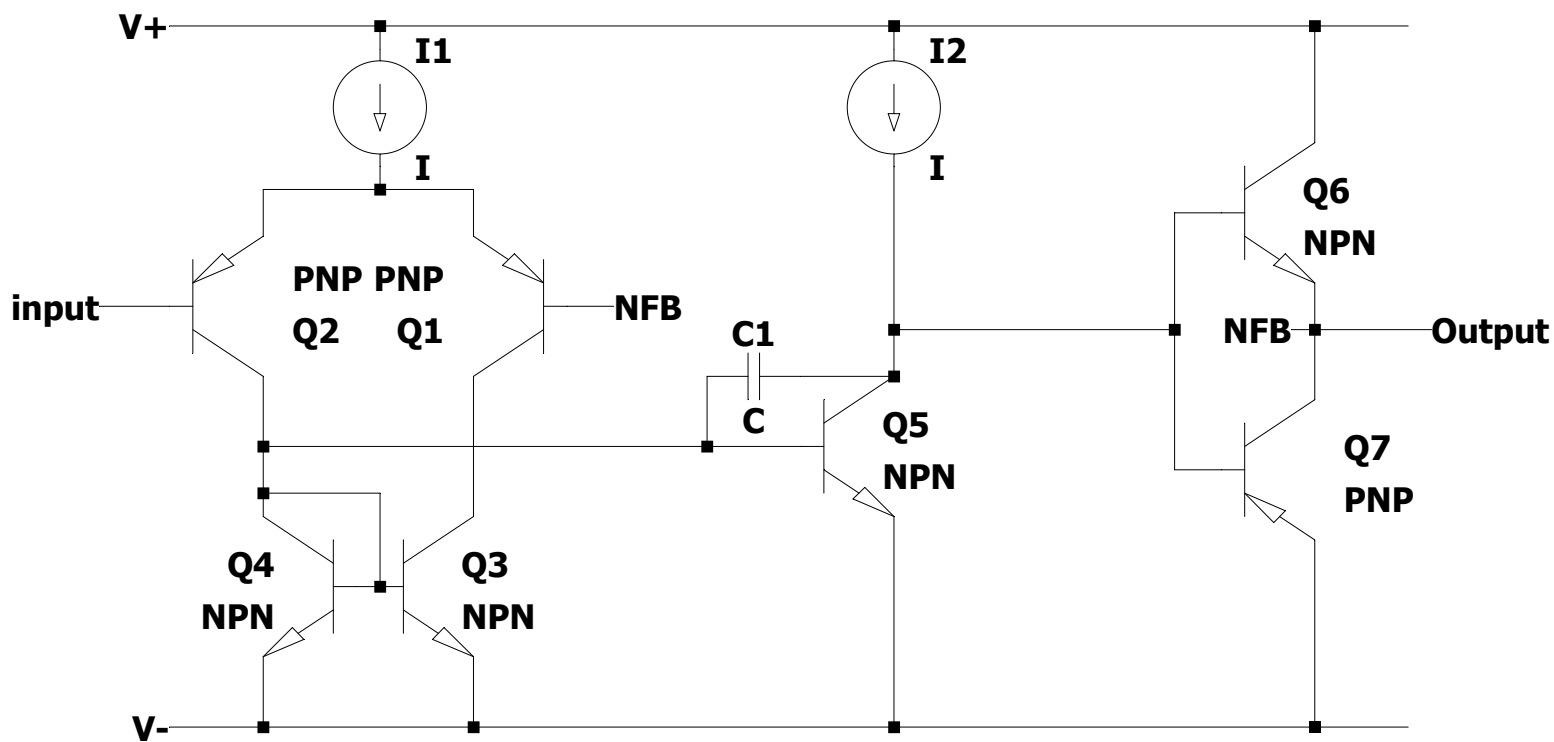 V+
I1
I2
I
I
Q6
NPN
PNP PNP
input
NFB
Q2
Q1
C1
NFB
Output
C
Q5
NPN
Q7
PNP
Q4
Q3
NPN
NPN
V-